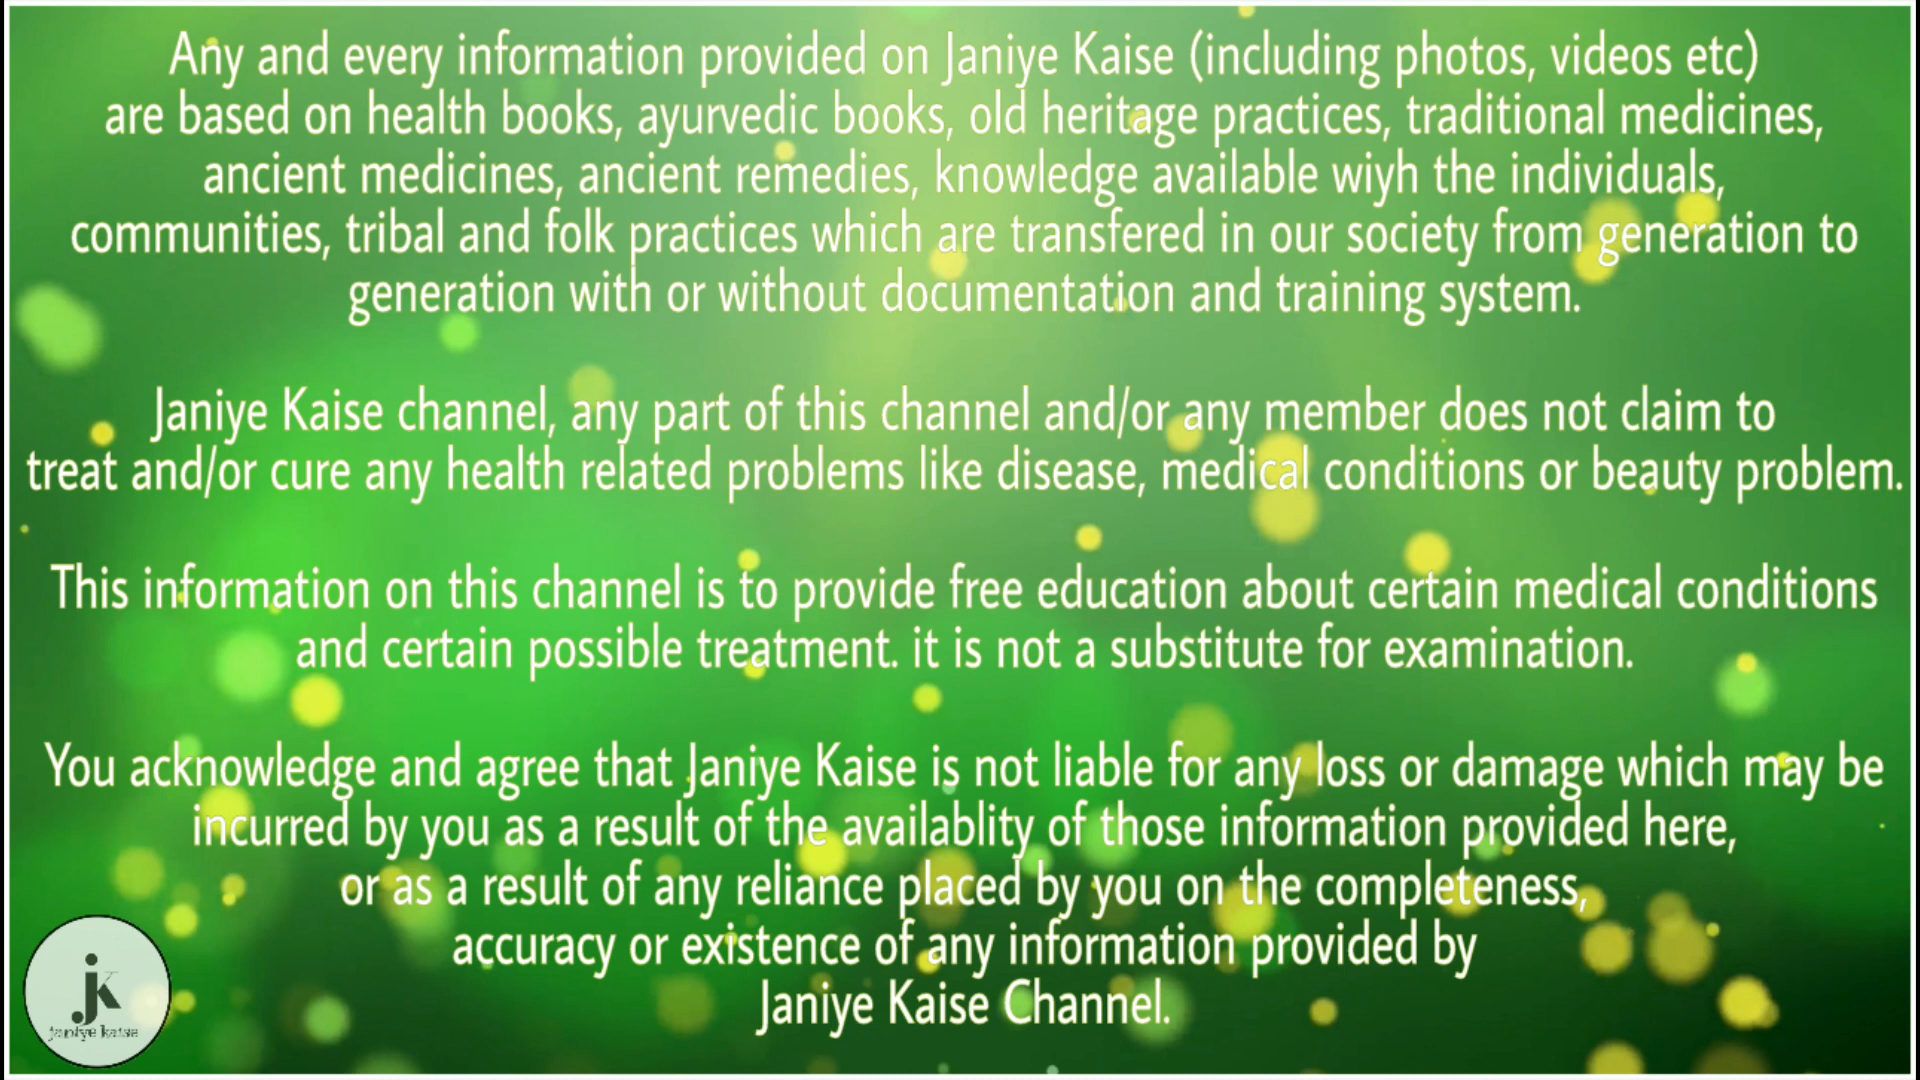 Any and every information provided on Janiye Kaise (including photos, videos etc)
are based on health books, ayurvedic books, old heritage practices, traditional medicines,
ancient medicines, ancient remedies, knowledge available wiyh the individuals,
communities, tribal and folk practices which are transfered in our society from generation to
generation with or without documentation and training system.
Janiye Kaise channel, any part of this channel and/or any member does not claim to
treat and/or cure any health related problems like disease, medical conditions or beauty problem.
This information on this channel is to provide free education about certain medical conditions
and certain possible treatment. it is not a substitute for examination.
You acknowledge and agree that Janiye Kaise is not liable for any loss or damage which may be
incurred by you as a result of the availablity of those information provided here,
or as a result of any reliance placed by you on the completeness,
accuracy or existence of any information provided by
Janiye Kaise Channel.
jk
janiye kaise